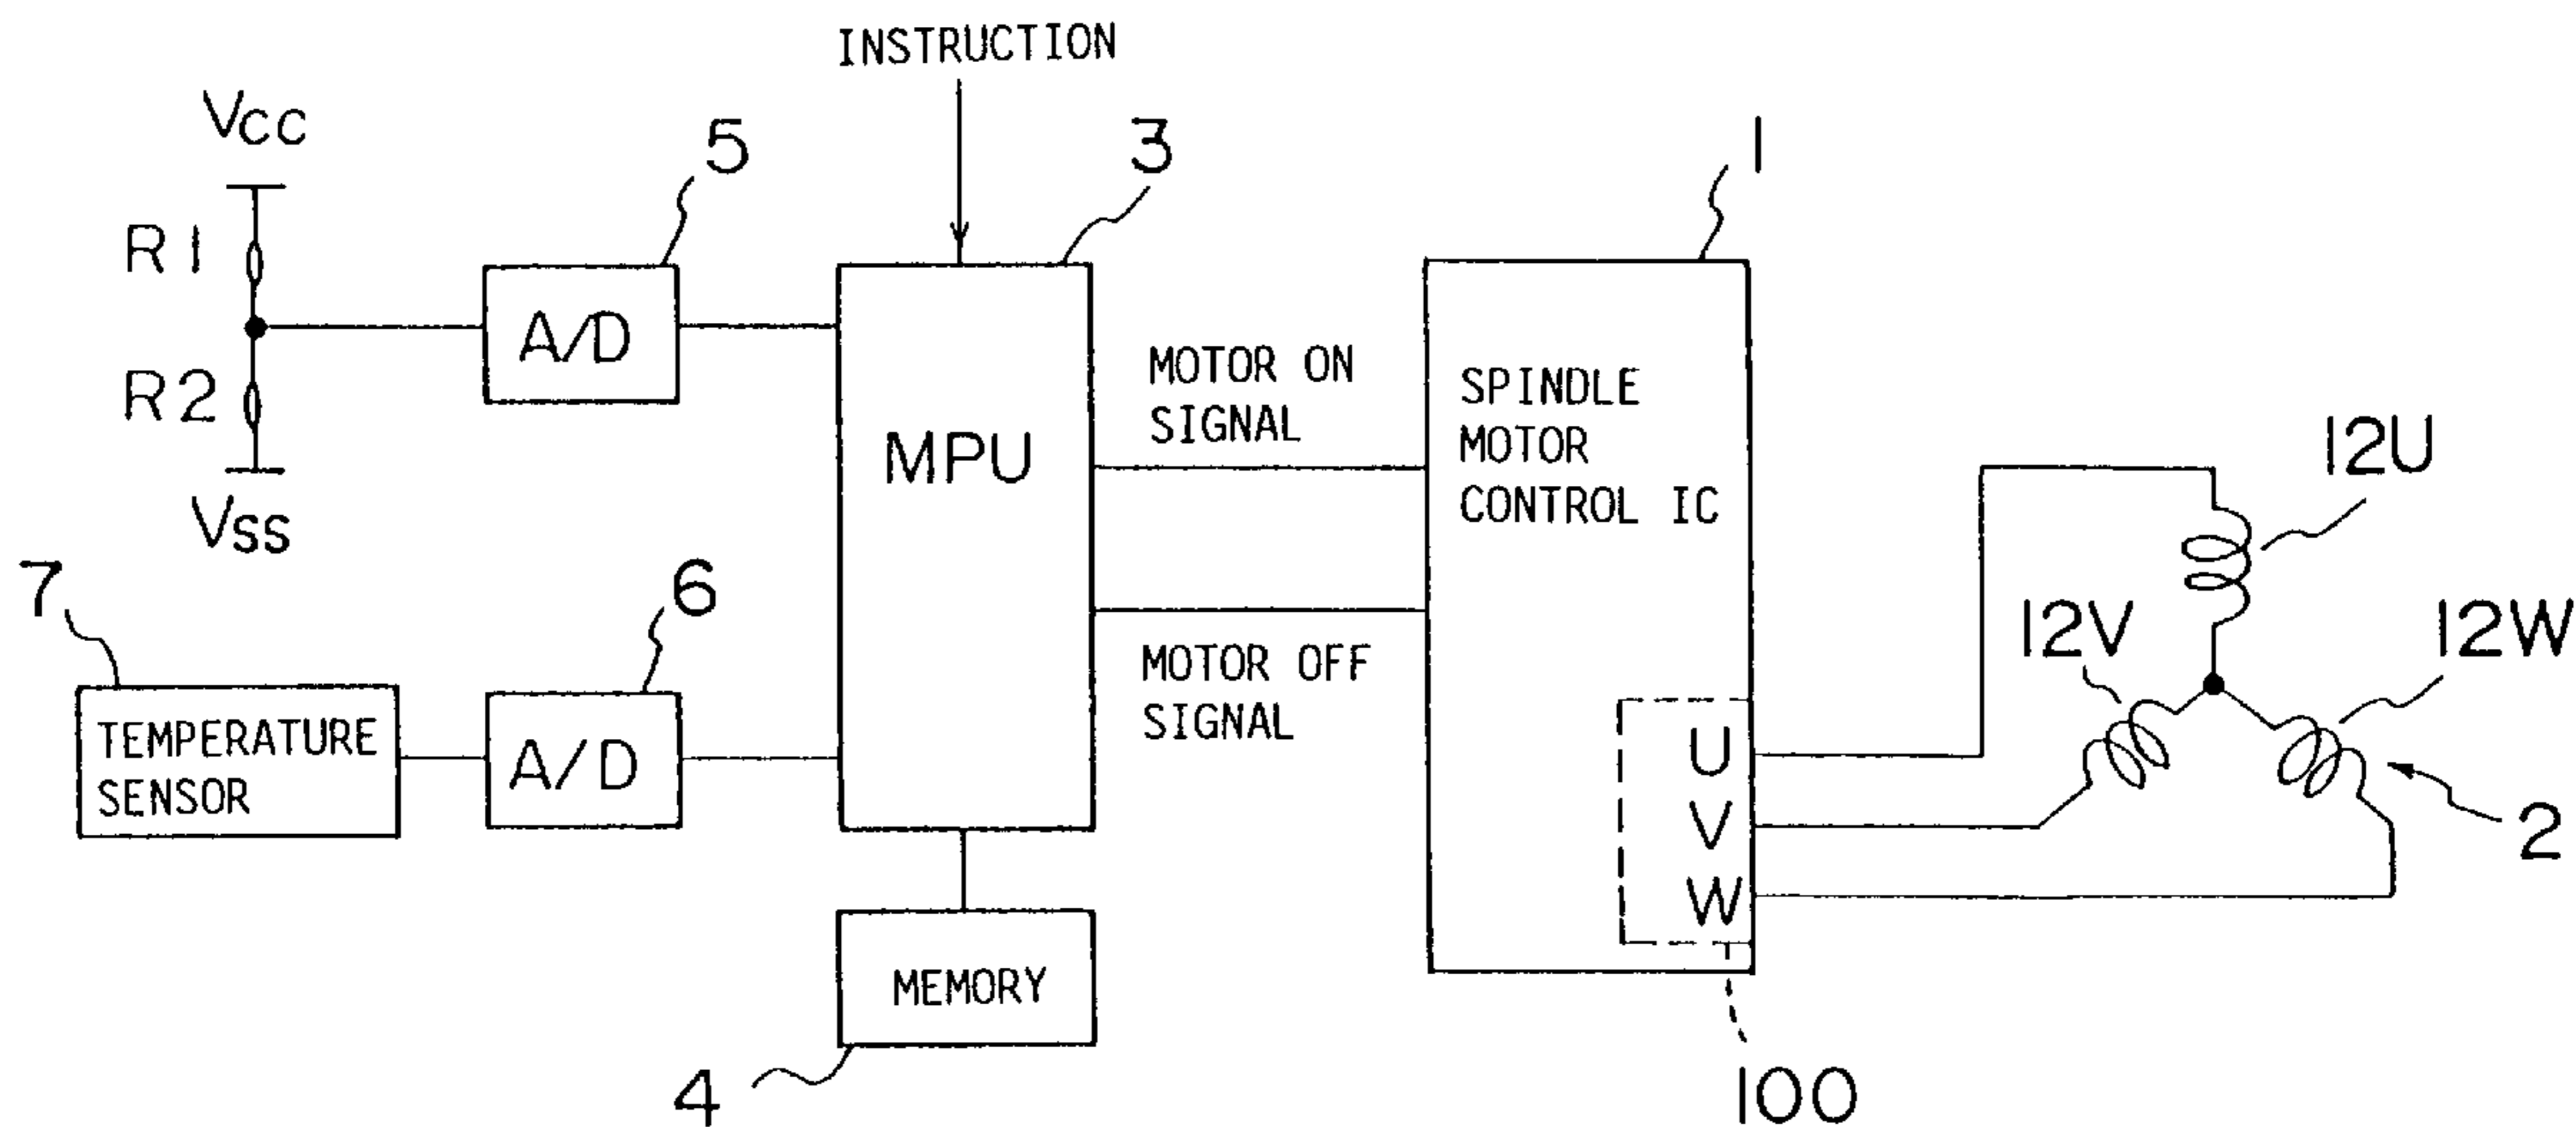 INSTRUCTION
Vcc
5
3
1
R1
A/D
MOTOR ON
SIGNAL
R2
MPU
SPINDLE
MOTOR
CONTROL IC
12U
Vss
7
6
12V
12W
MOTOR OFF
SIGNAL
TEMPERATURE
SENSOR
A/D
U
V
W
2
MEMORY
4
100